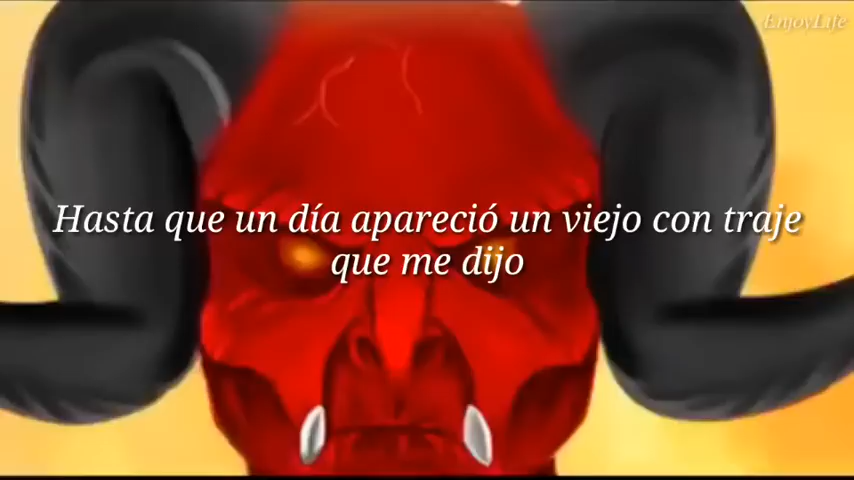 EnjoyLife
Hasta que un día apareció un viejo con traje
que me dijo